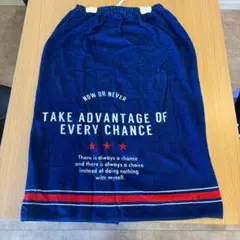 NOW OR NEVER
TAKE ADVANTAGE OF
EVERY CHANCE
There is always a chance
and there is always a choice
instead of doing nothing
with myself.